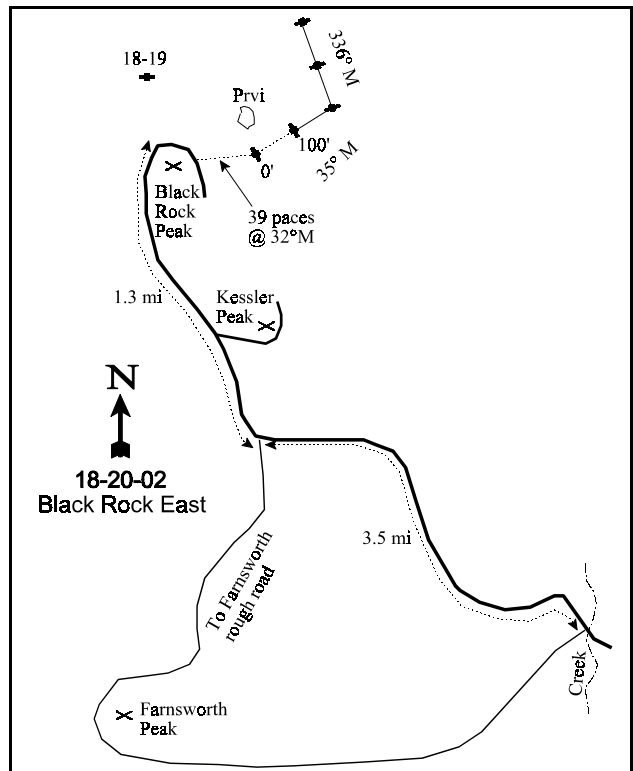 18-19
336° M
Prvi
100'
0'
35° M
Black
Rock
Peak
39 paces
@ 32°M
1.3 mi
Kessler
Peak
N
18-20-02
Black Rock East
3.5 mi
To Farnsworth
rough road
Creek
Farnsworth
Peak